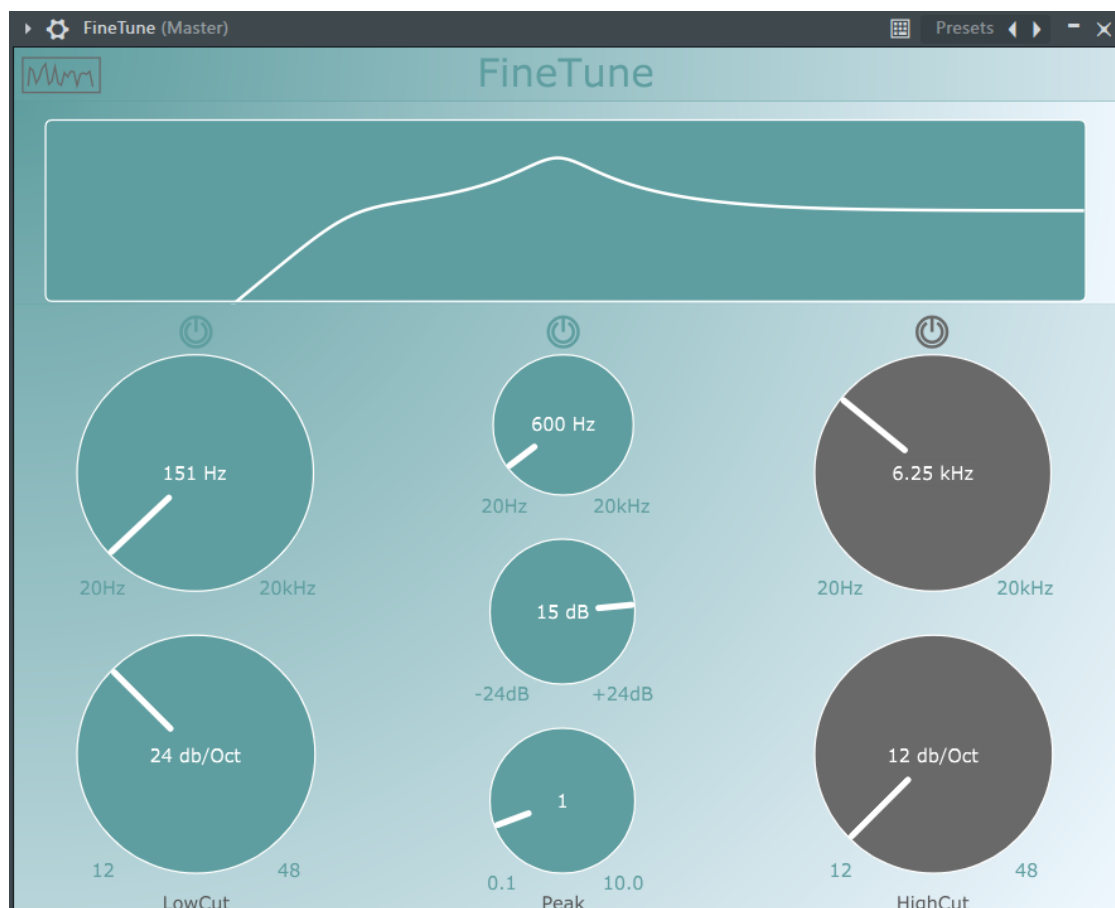 FineTune (Master) Presets
FineTune
151 Hz
20Hz 20kHz
24 db/Oct
12 48
LowCut
600 Hz
20Hz 20kHz
15 dB
-24dB +24dB
1
0.1 10.0
Peak
6.25 kHz
20Hz 20kHz
12 db/Oct
12 48
HighCut